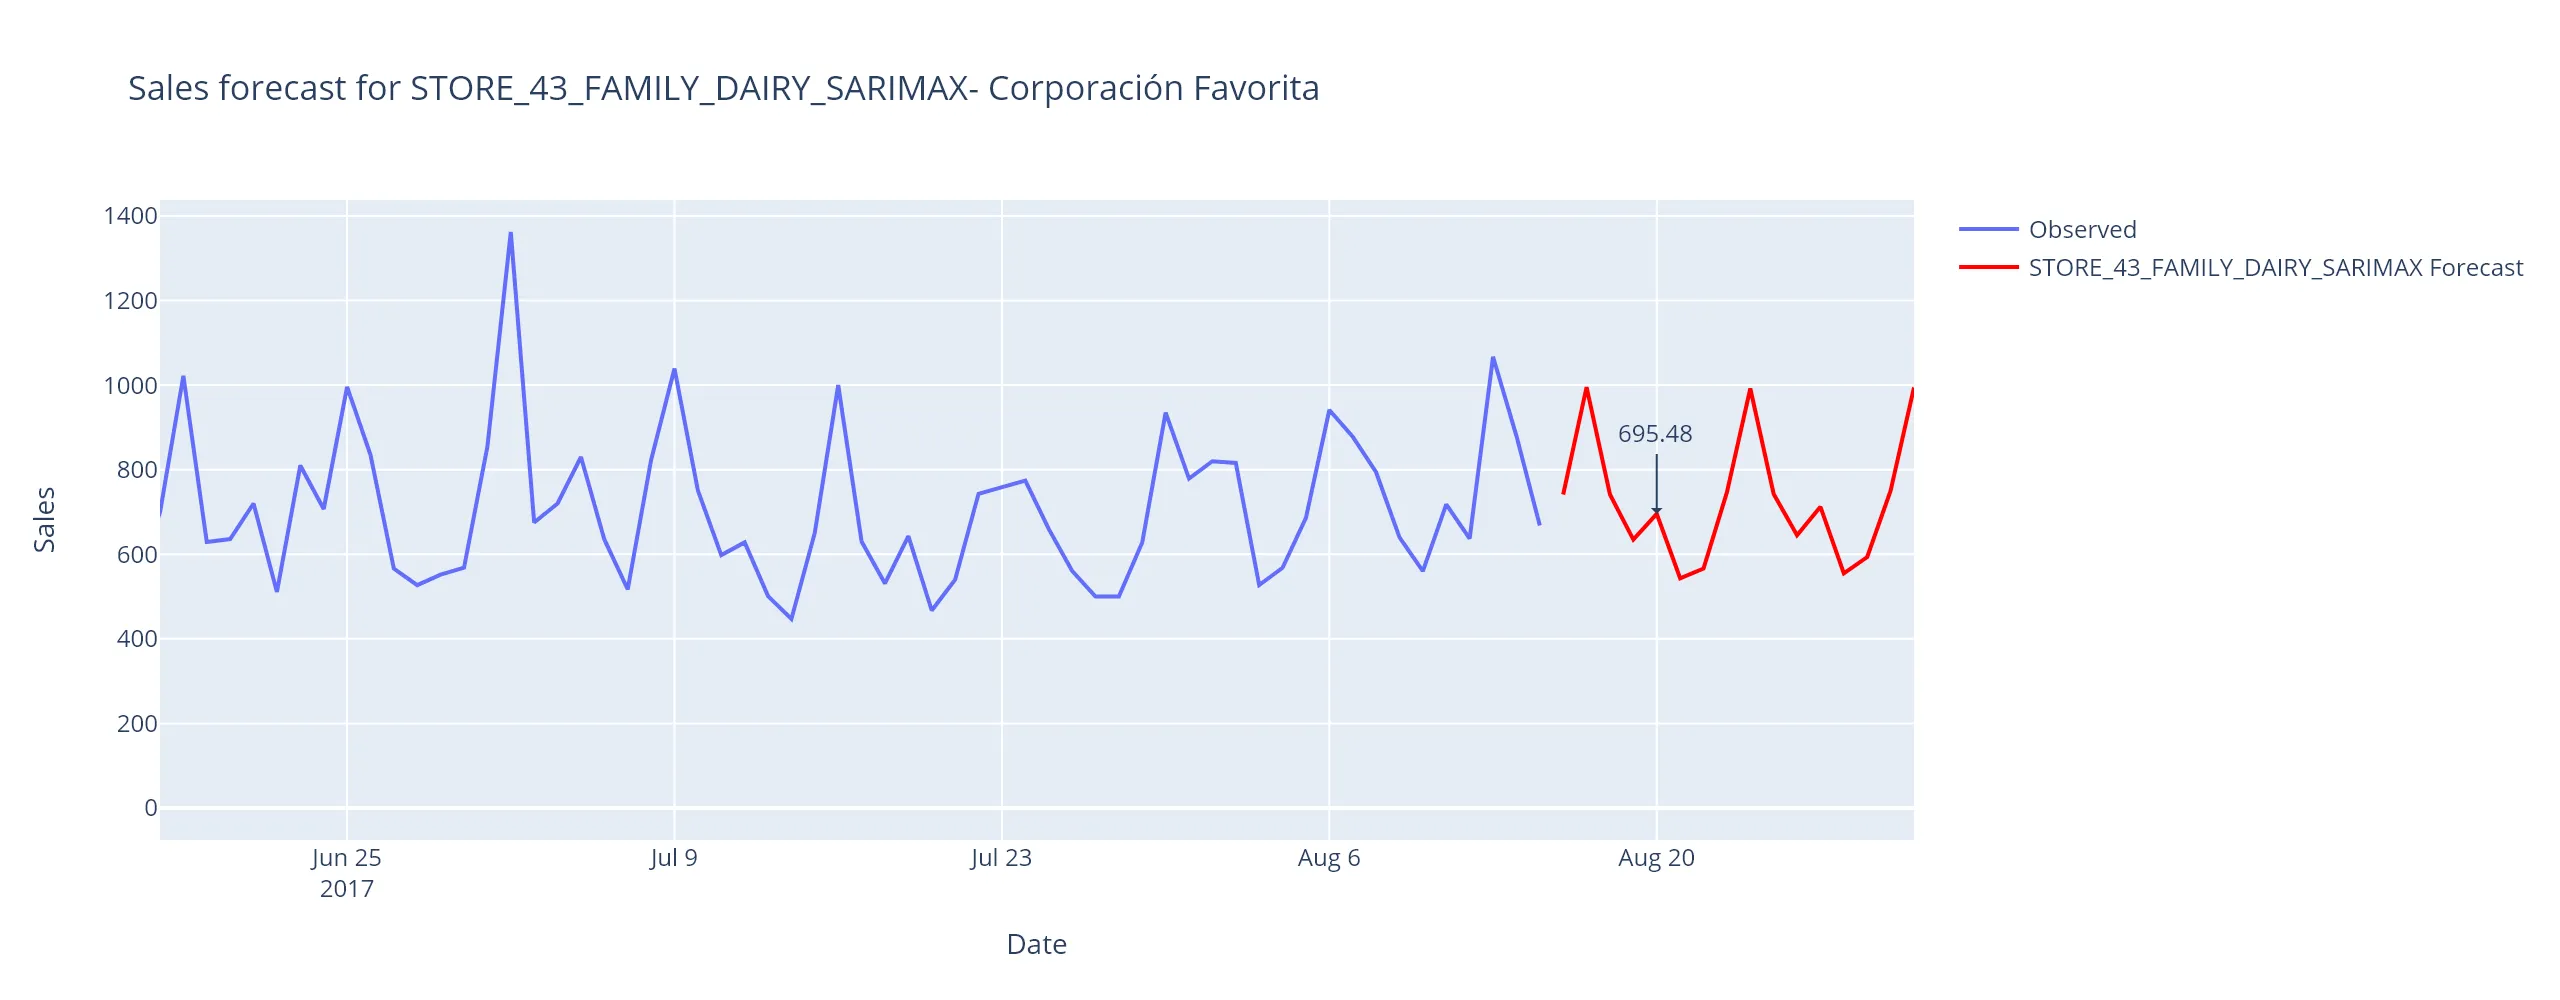 Sales forecast for STORE_43_FAMILY_DAIRY_SARIMAX- Corporación Favorita
Observed
STORE_43_FAMILY_DAIRY_SARIMAX Forecast
1400
1200
1000
800
600
400
200
0
Sales
695.48
Jun 25
2017
Jul 9
Jul 23
Aug 6
Aug 20
Date